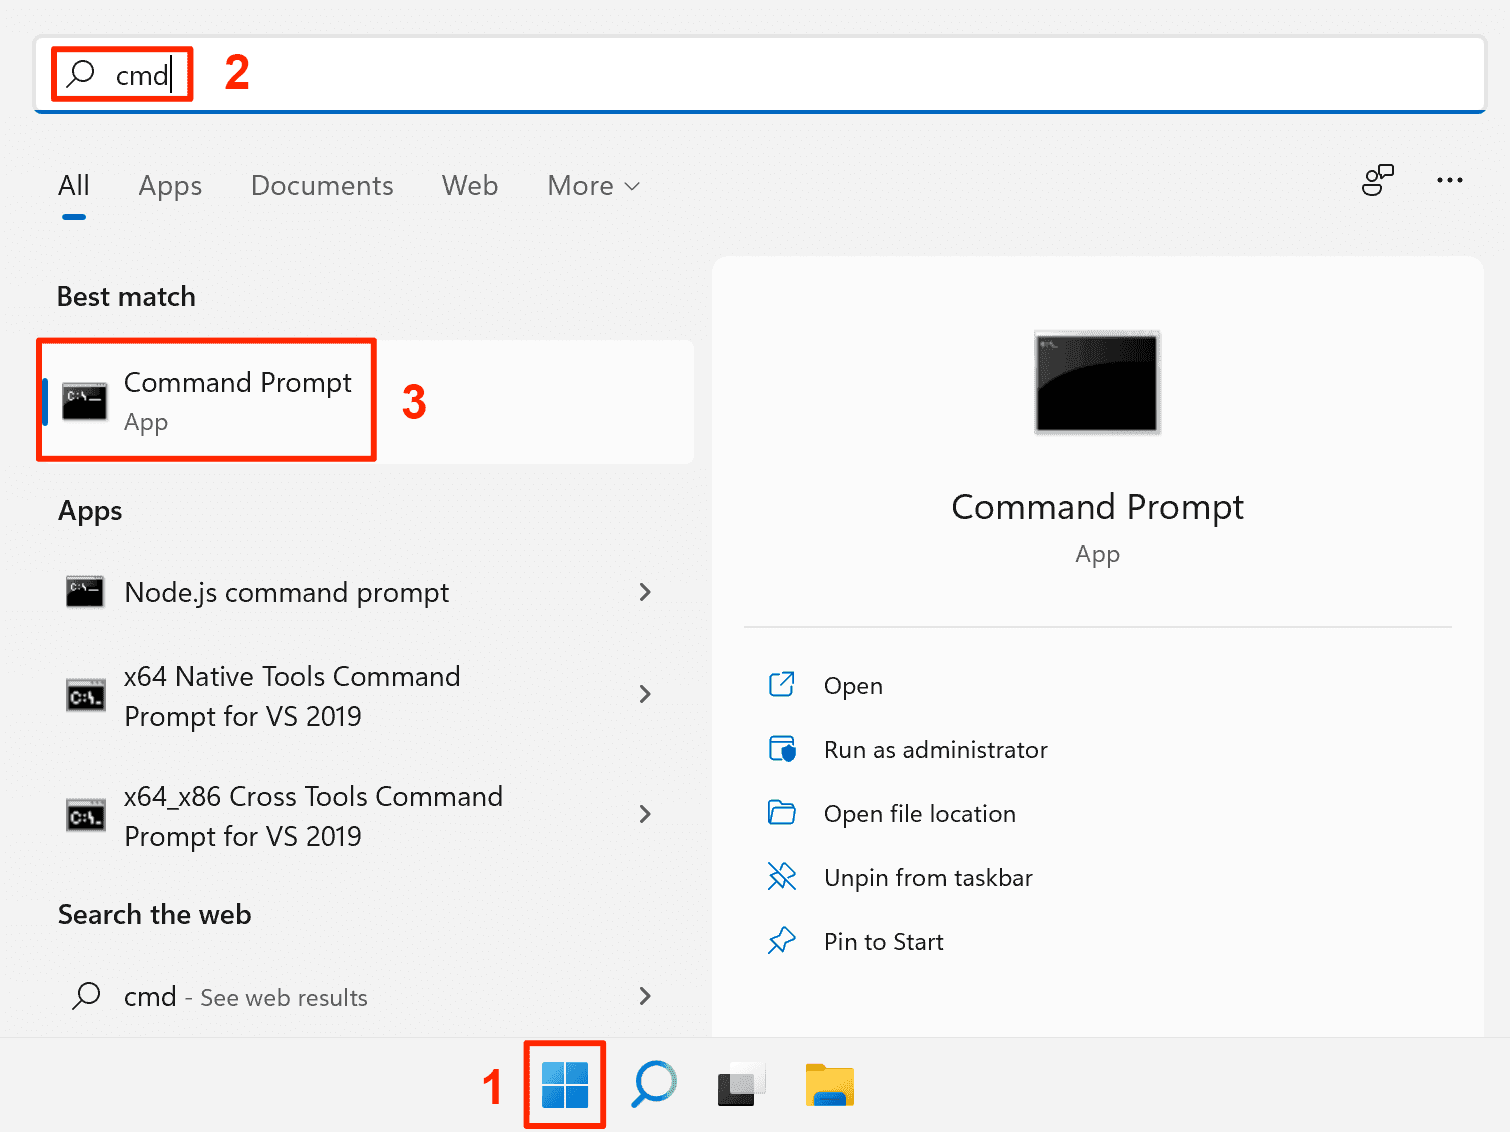 cmd
2
All Apps Documents Web More
Best match
Command Prompt
App
3
Apps
Node.js command prompt
x64 Native Tools Command
Prompt for VS 2019
x64_x86 Cross Tools Command
Prompt for VS 2019
Search the web
cmd - See web results
Command Prompt
App
Open
Run as administrator
Open file location
Unpin from taskbar
Pin to Start
1